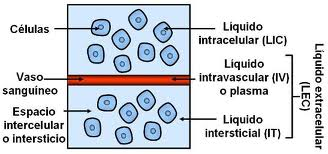 Células
Vaso
sanguíneo
Espacio
intercelular
o intersticio
Líquido
intracelular (LIC)
Líquido
intravascular (IV)
o plasma
Líquido
intersticial (IT)
Líquido extracelular
(LEC)